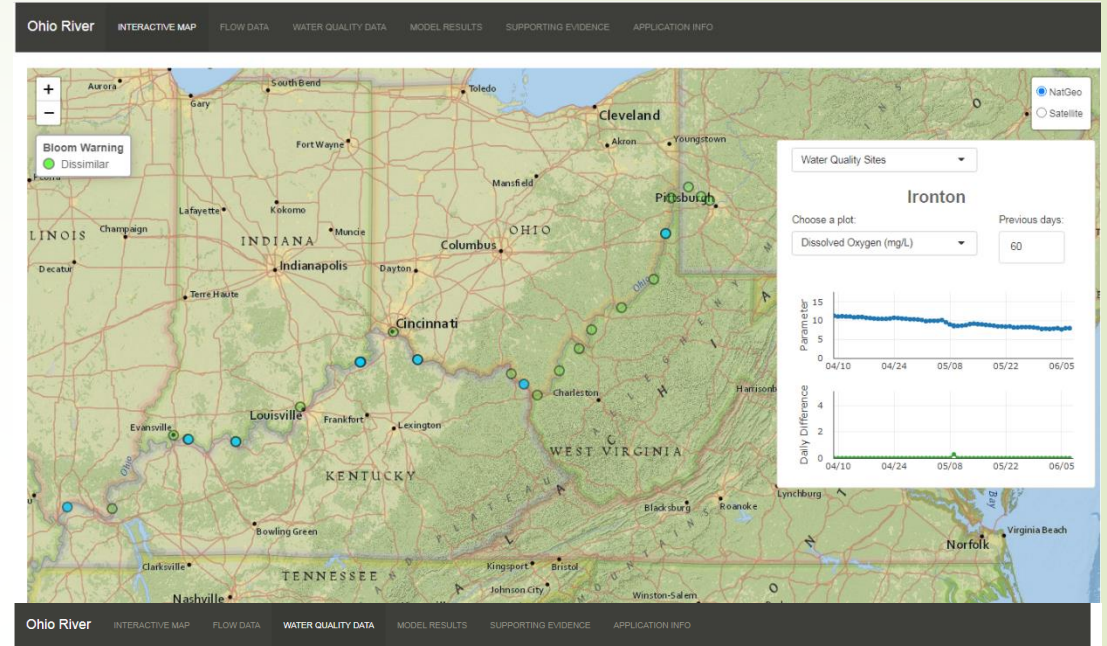 Ohio River INTERACTIVE MAP FLOW DATA WATER QUALITY DATA MODEL RESULTS SUPPORTING EVIDENCE APPLICATION INFO
+
−
Bloom Warning
Dissimilar
NatGeo
Satellite
Water Quality Sites
Ironton
Choose a plot:
Previous days:
Dissolved Oxygen (mg/L)
60
Parameter
15
10
5
0
04/10 04/24 05/08 05/22 06/05
Daily Difference
4
2
0
04/10 04/24 05/08 05/22 06/05
Aurora
South Bend
Toledo
Gary
Cleveland
Akron
Youngstown
Fort Wayne
Mansfield
Pittsburgh
Lafayette
Kokomo
Muncie
OHIO
LINOIS
Champaign
INDIANA
Columbus
Decatur
Indianapolis
Dayton
Ohio
Terre Haute
Cincinnati
Charleston
Harrisonb
Louisville
Frankfort
Lexington
Evansville
WEST VIRGINIA
Ohio
KENTUCKY
Lynchburg
Bay
Blacksburg
Roanoke
Bowling Green
Virginia Beach
Norfolk
Clarksville
Kingsport
Bristol
TENNESSEE
Johnson City
Winston-Salem
Nashville
Ohio River INTERACTIVE MAP FLOW DATA WATER QUALITY DATA MODEL RESULTS SUPPORTING EVIDENCE APPLICATION INFO